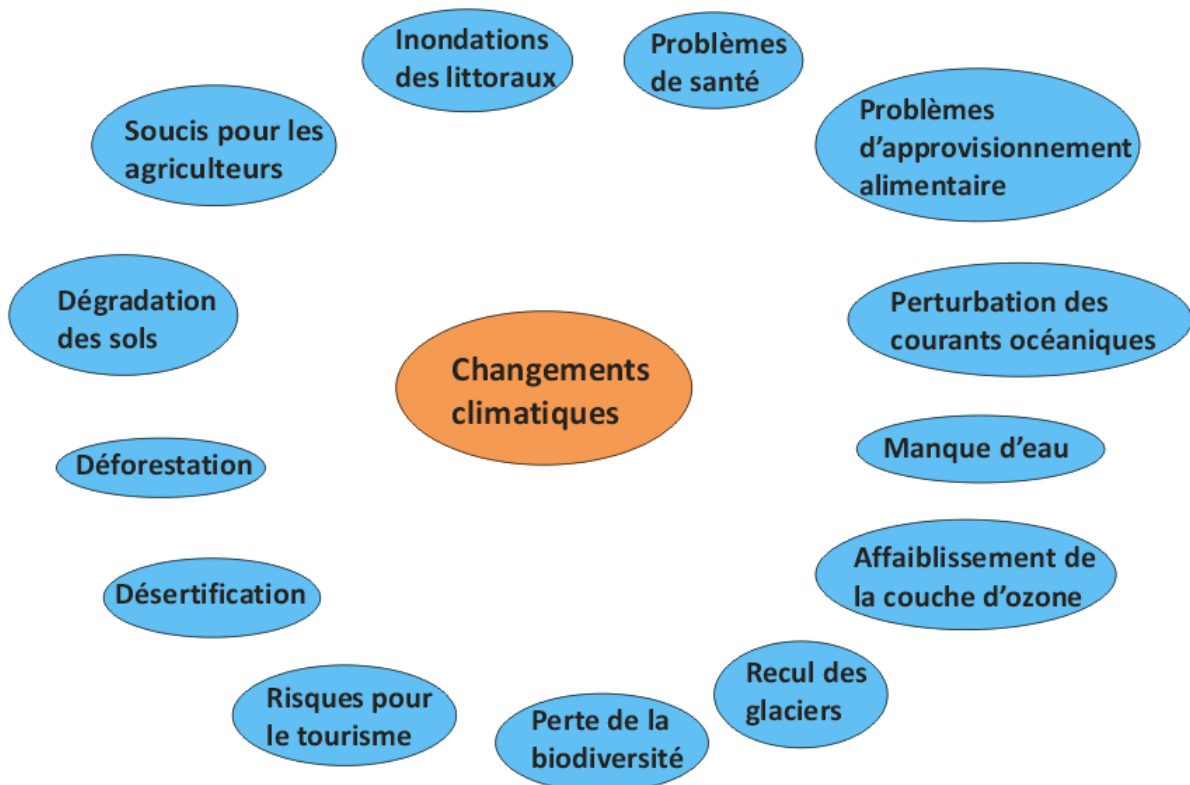 Inondations
des littoraux
Problèmes
de santé
Soucis pour les
agriculteurs
Problèmes
d’approvisionnement
alimentaire
Dégradation
des sols
Perturbation des
courants océaniques
Changements
climatiques
Déforestation
Manque d’eau
Désertification
Affaiblissement de
la couche d’ozone
Risques pour
le tourisme
Perte de la
biodiversité
Recul des
glaciers